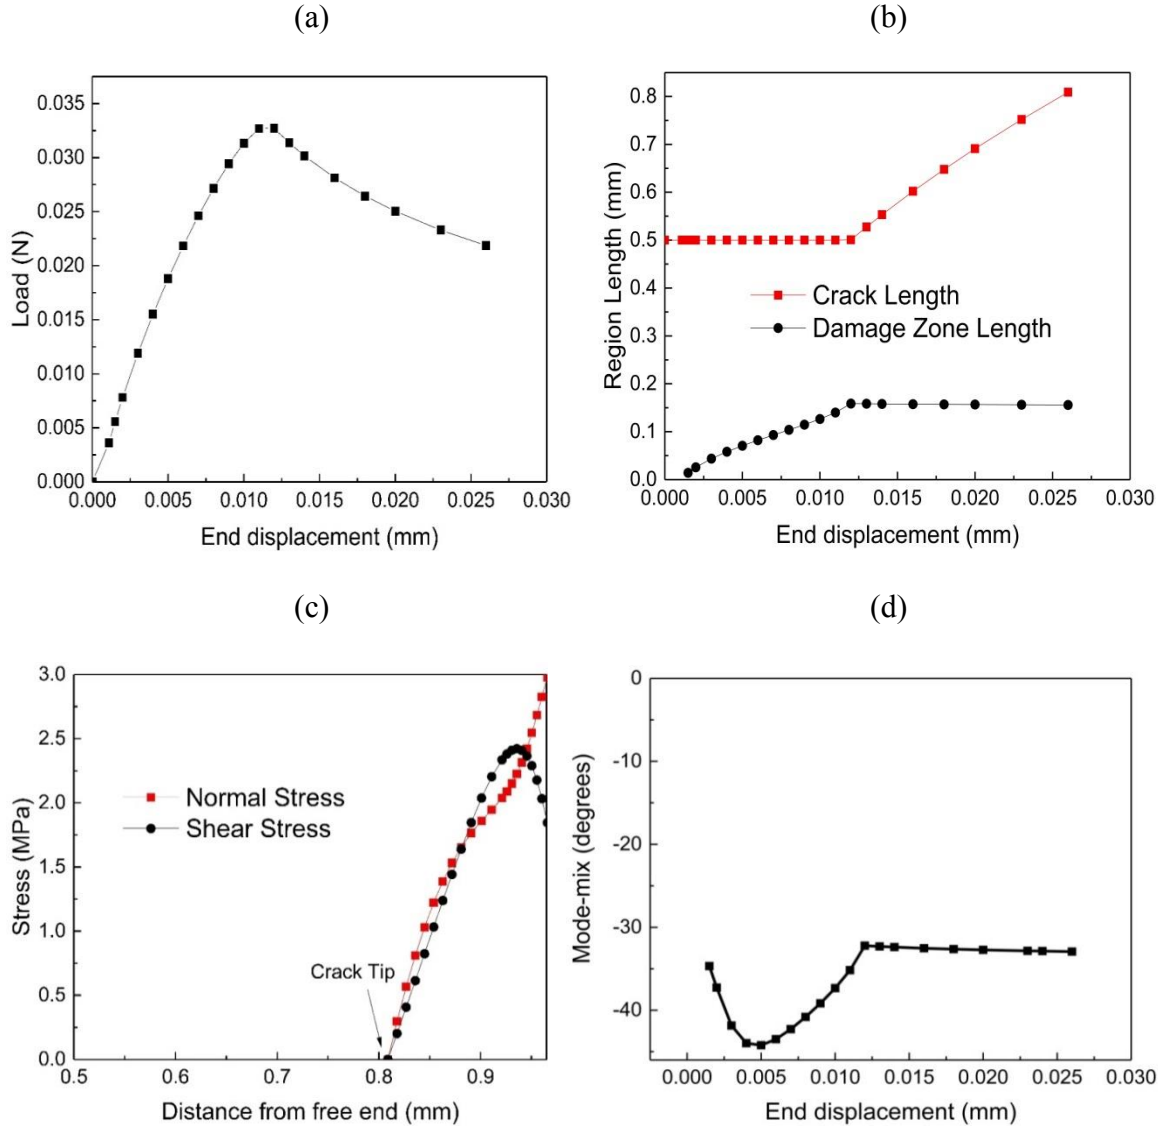 (a)
0.035
0.030
0.025
0.020
0.015
0.010
0.005
0.000
Load (N)
0.000 0.005 0.010 0.015 0.020 0.025 0.030
End displacement (mm)
(b)
0.8
0.7
0.6
0.5
0.4
0.3
0.2
0.1
0.0
Region Length (mm)
Crack Length
Damage Zone Length
0.000 0.005 0.010 0.015 0.020 0.025 0.030
End displacement (mm)
(c)
3.0
2.5
2.0
1.5
1.0
0.5
0.0
Stress (MPa)
Normal Stress
Shear Stress
Crack Tip
0.5 0.6 0.7 0.8 0.9
Distance from free end (mm)
(d)
0
-10
-20
-30
-40
Mode-mix (degrees)
0.000 0.005 0.010 0.015 0.020 0.025 0.030
End displacement (mm)